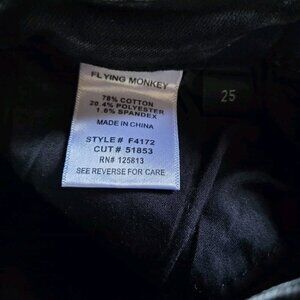 FLYING MONKEY
78% COTTON
20.4% POLYESTER
1.6% SPANDEX
MADE IN CHINA
STYLE # F4172
CUT # 51853
RN# 125813
SEE REVERSE FOR CARE
25